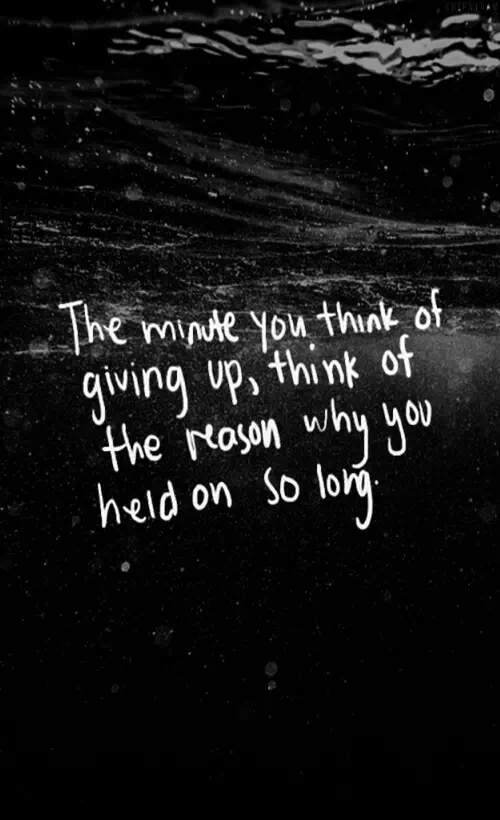 The minute you think of
giving up, think of
the reason why you
held on so long.